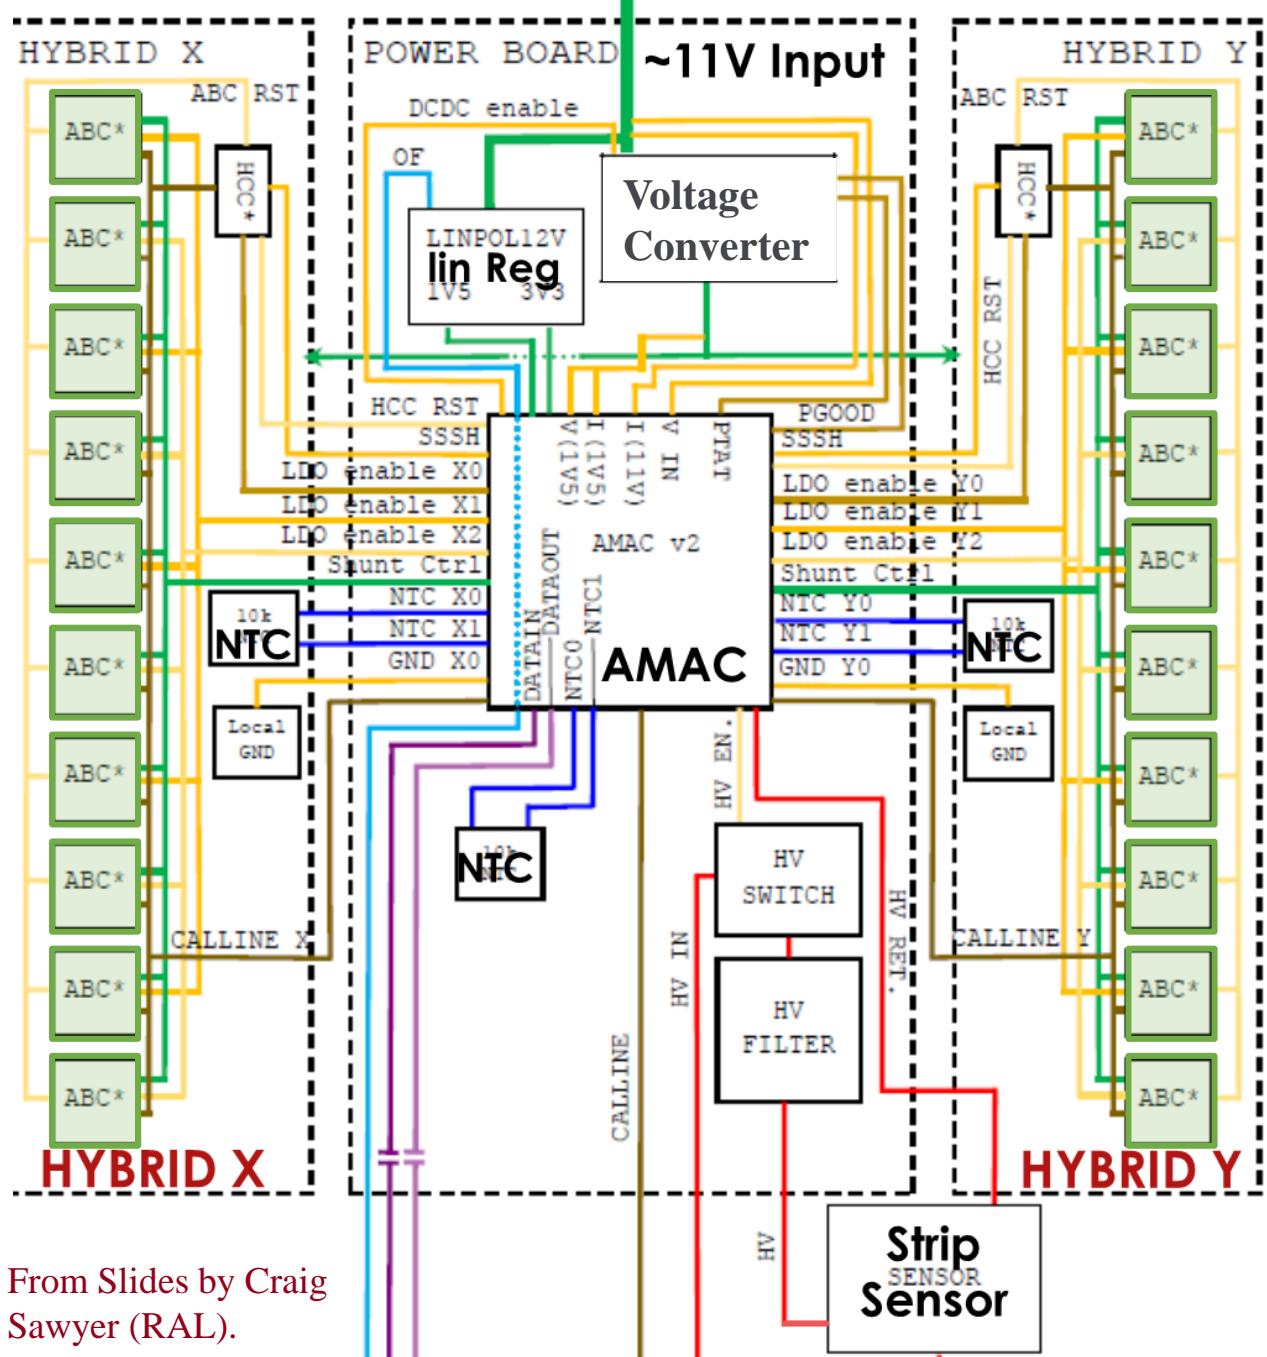 HYBRID X
POWER BOARD
~11V Input
HYBRID Y
ABC RST
DCDC enable
ABC RST
OF
ABC*
ABC*
ABC*
ABC*
ABC*
ABC*
ABC*
ABC*
ABC*
ABC*
HCC*
LINPOL12V
lin Reg
1V5 3V3
Voltage
Converter
HCC*
HCC RST
ABC*
ABC*
ABC*
ABC*
ABC*
ABC*
ABC*
ABC*
ABC*
ABC*
HCC RST
SSSH
LDO enable X0
LDO enable X1
LDO enable X2
Shunt Ctrl
NTC X0
NTC X1
GND X0
V(1V5)
I(1V5)
I(11V)
V IN
PTAT
AMAC v2
DATAIN
DATAOUT
NTC0
NTC1
AMAC
PGOOD
SSSH
LDO enable Y0
LDO enable Y1
LDO enable Y2
Shunt Ctrl
NTC Y0
NTC Y1
GND Y0
10k
NTC
Local
GND
10k
NTC
Local
GND
10k
NTC
HV EN.
HV
SWITCH
HV RET.
HV IN
HV
FILTER
CALLINE X
CALLINE
CALLINE Y
HYBRID X
HYBRID Y
HV
Strip
SENSOR
Sensor
From Slides by Craig
Sawyer (RAL).